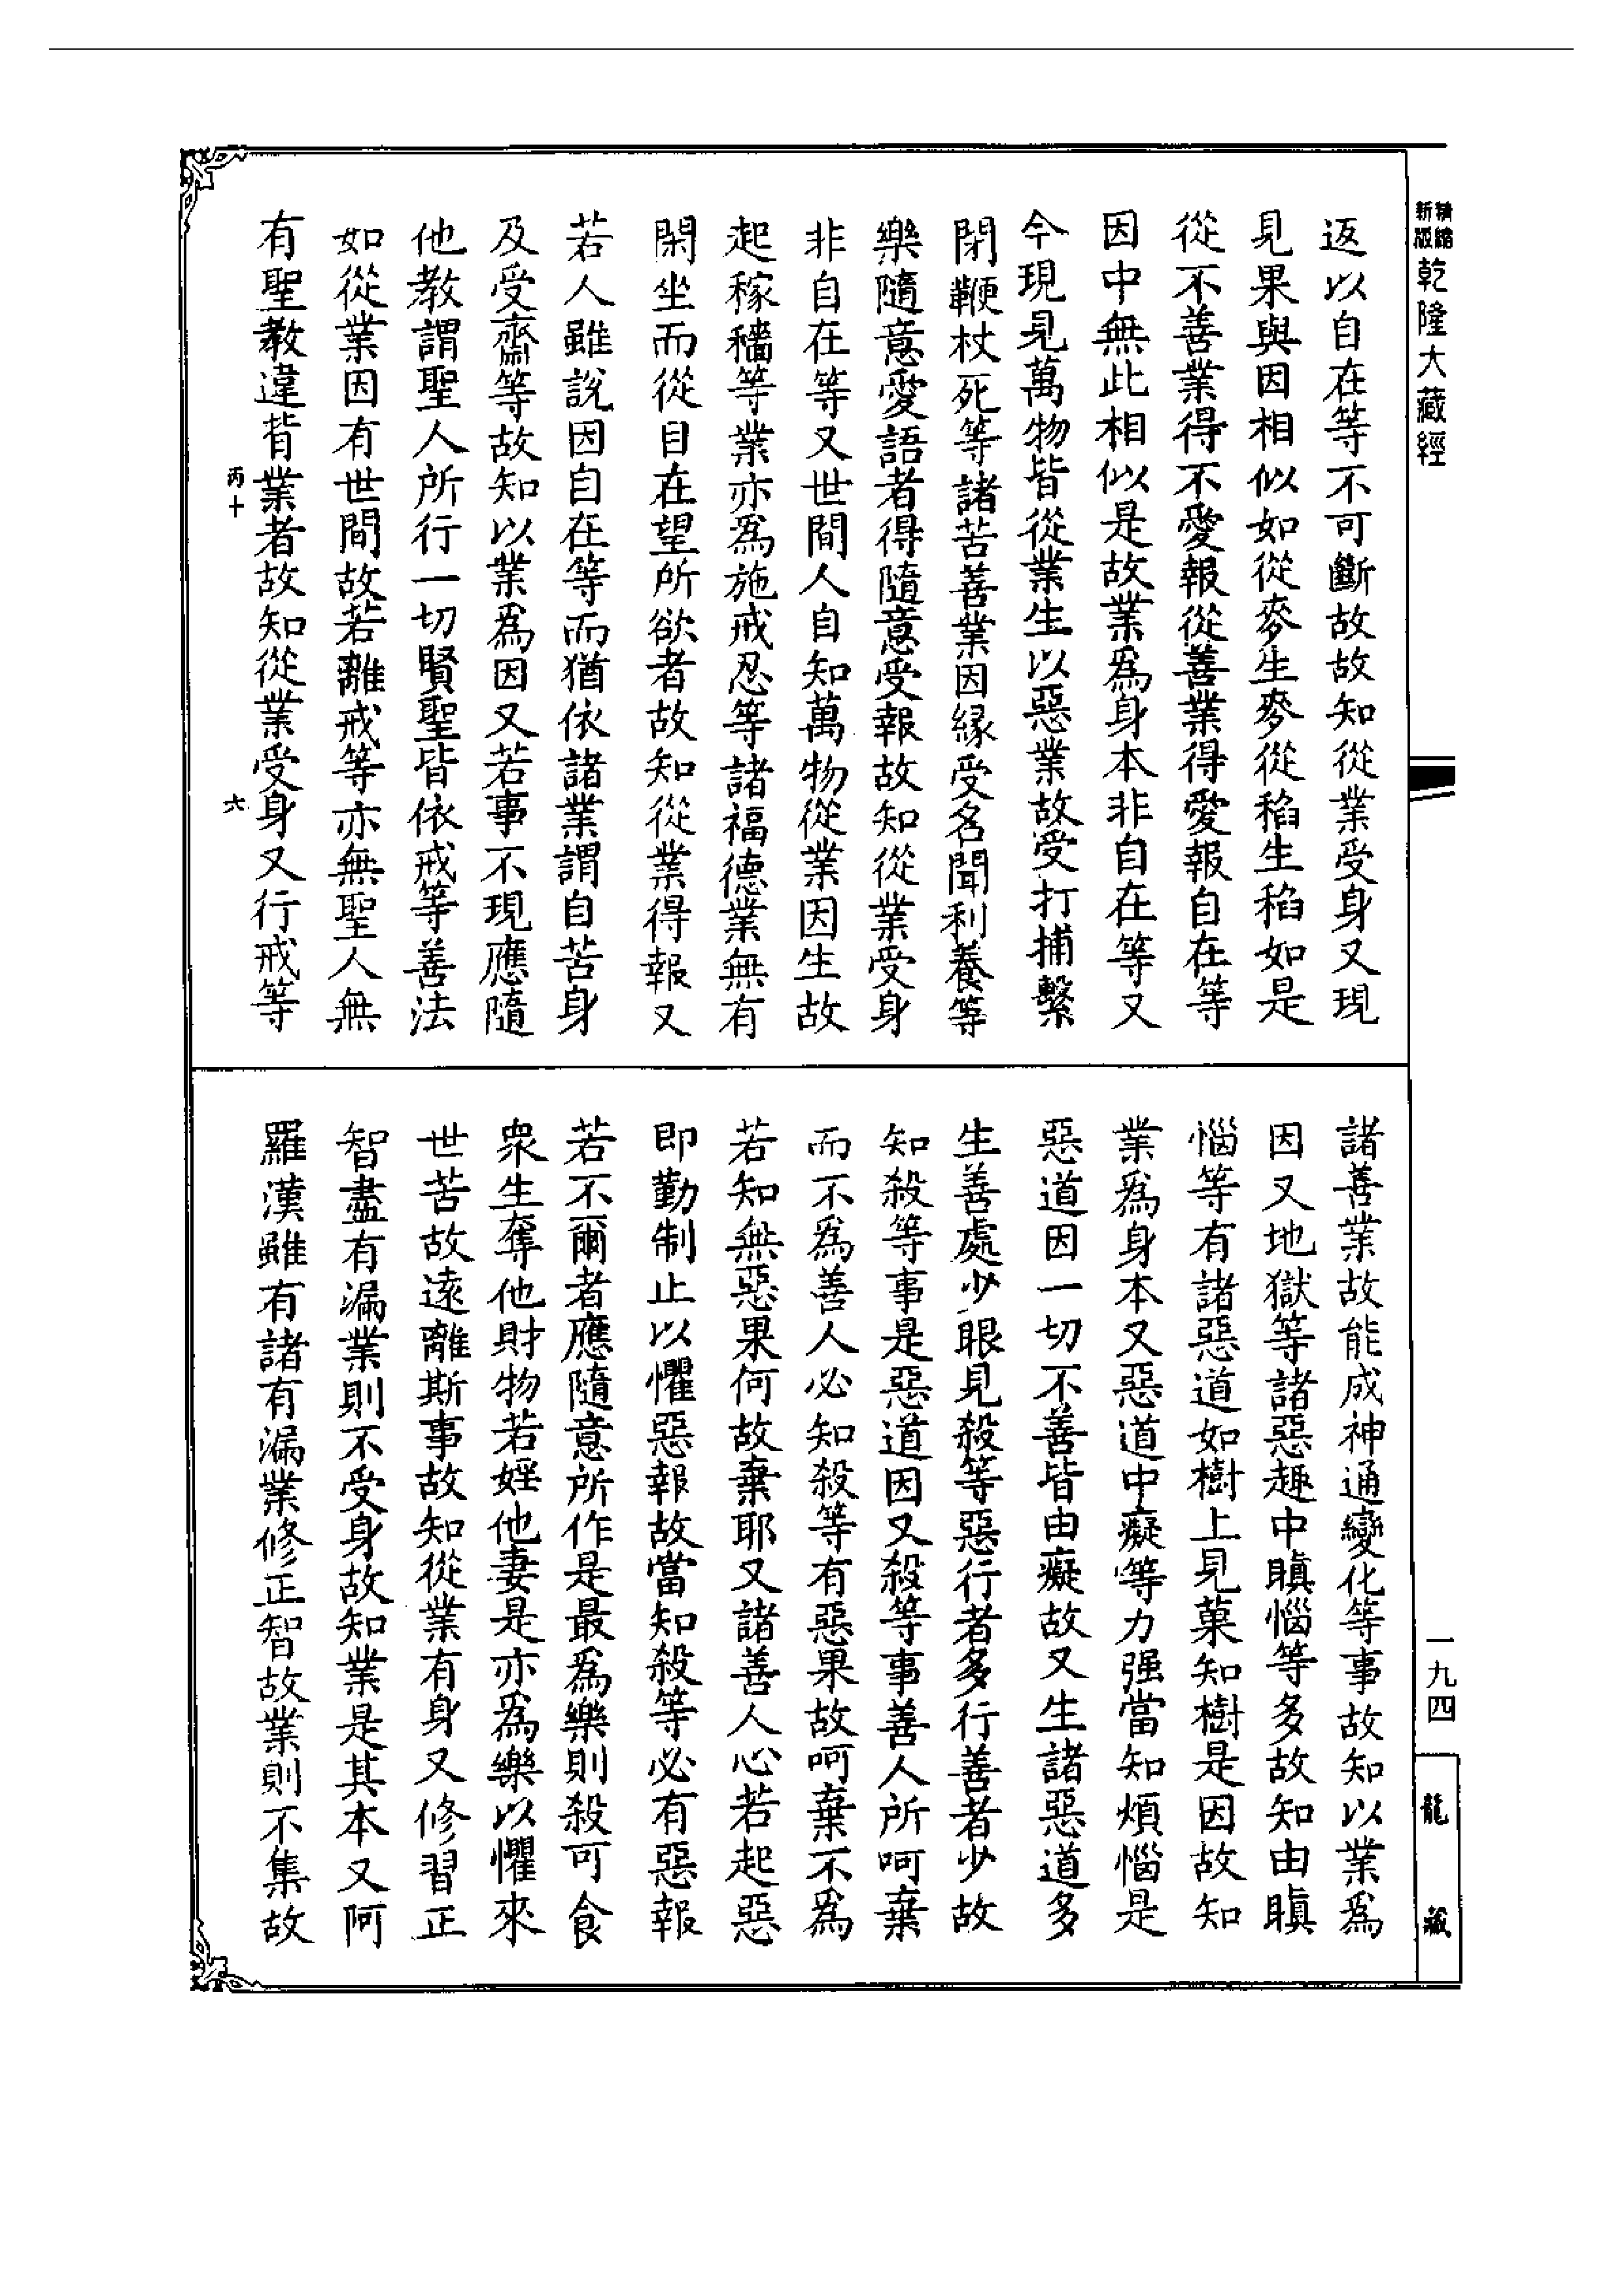 精縮
新版
乾隆大藏經
返以自在等不可斷故故知從業受身又現
見果與因相似如從麥生麥從稻生稻如是
從不善業得不愛報從善業得愛報自在等
因中無此相似是故業爲身本非自在等又
今現見萬物皆從業生以惡業故受打捕繫
閉鞭杖死等諸苦善業因緣受名聞利養等
樂隨意愛語者得隨意受報故知從業受身
非自在等又世間人自知萬物從業因生故
起稼穡等業亦爲施戒忍等諸福德業無有
閑坐而從自在望所欲者故知從業得報又
若人雖說因自在等而猶依諸業謂自苦身
及受齋等故知以業爲因又若事不現應隨
他教謂聖人所行一切賢聖皆依戒等善法
如從業因有世間故若離戒等亦無聖人無
有聖教違背業者故知從業受身又行戒等
丙十
六
諸善業故能成神通變化等事故知以業爲
因又地獄等諸惡趣中瞋惱等多故知由瞋
惱等有諸惡道如樹上見菓知樹是因故知
業爲身本又惡道中癡等力强當知煩惱是
惡道因一切不善皆由癡故又生諸惡道多
生善處少眼見殺等惡行者多行善者少故
知殺等事是惡道因又殺等事善人所呵棄
而不爲善人必知殺等有惡果故呵棄不爲
若知無惡果何故棄耶又諸善人心若起惡
即勤制止以懼惡報故當知殺等必有惡報
若不爾者應隨意所作是最爲樂則殺可食
衆生奪他財物若婬他妻是亦爲樂以懼來
世苦故遠離斯事故知從業有身又修習正
智盡有漏業則不受身故知業是其本又阿
羅漢雖有諸有漏業修正智故業則不集故
一九四
龍藏